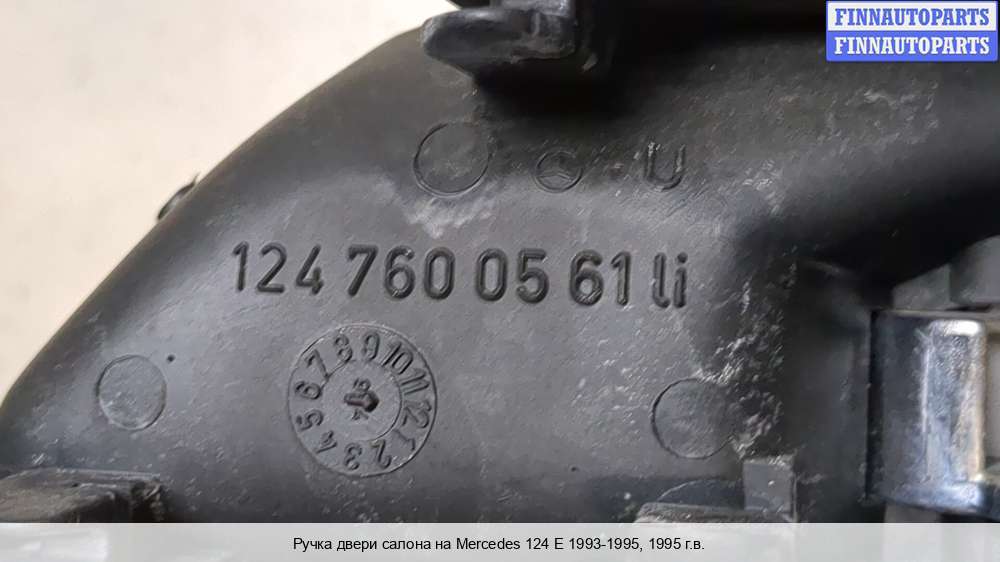 FINNAUTOPARTS
FINNAUTOPARTS
U
124 760 05 61 li
1 2 3 4 5 6 7 8 9 10 11 12
Ручка двери салона на Mercedes 124 E 1993-1995, 1995 г.в.